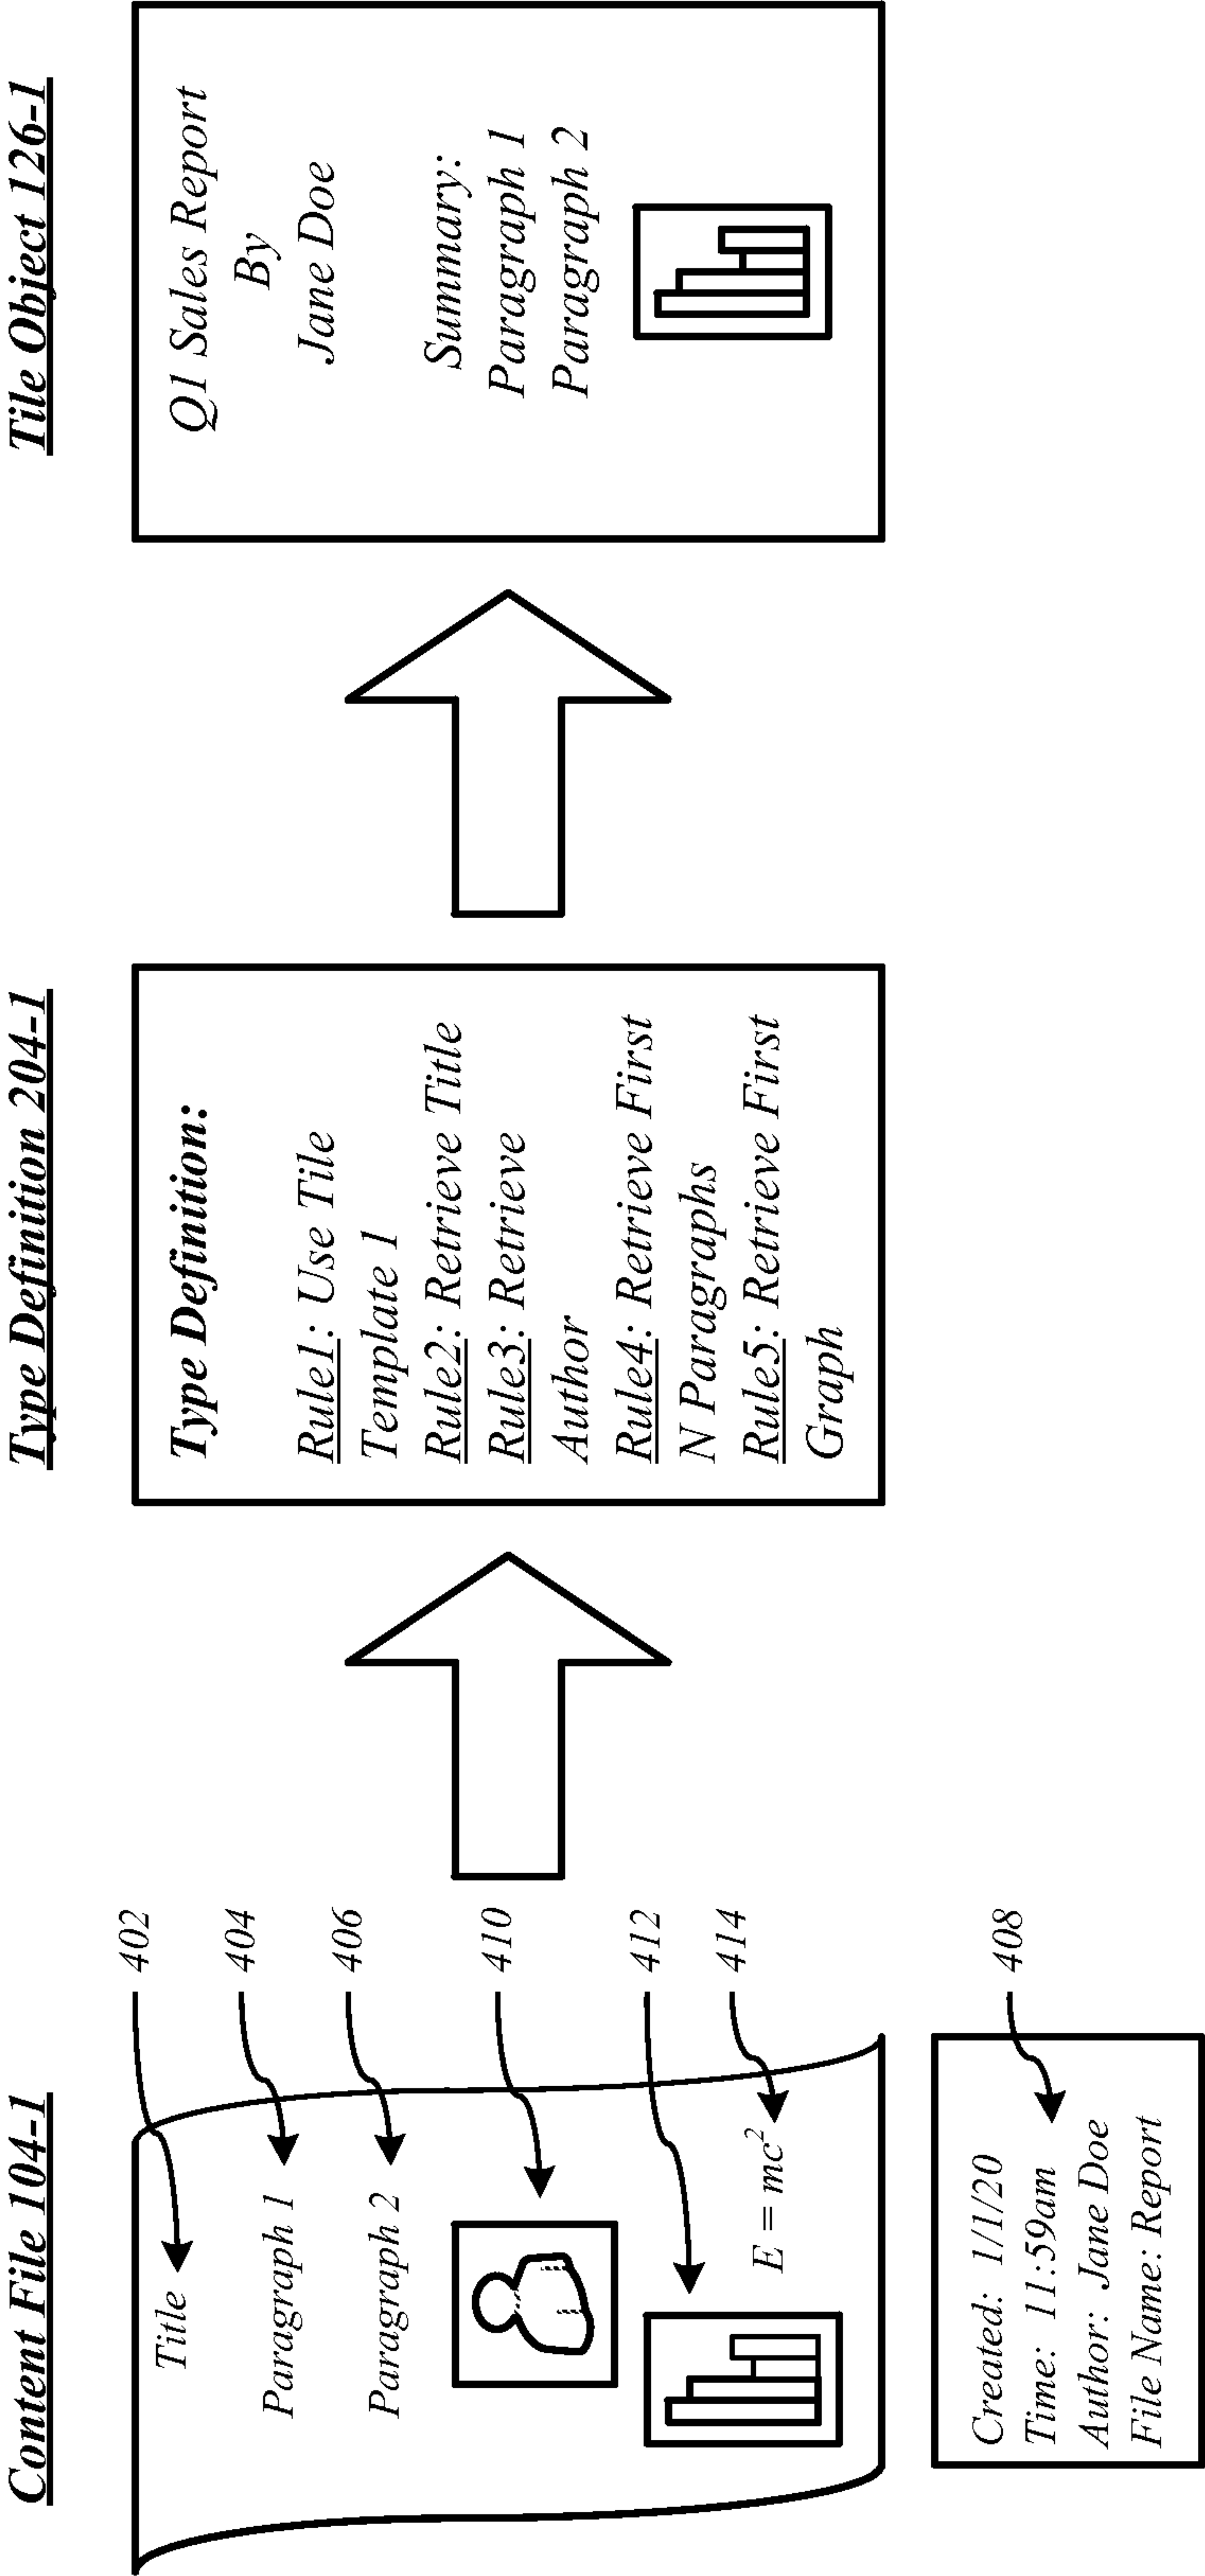 Content File 104-1
Title
402
Paragraph 1
404
Paragraph 2
406
410
412
E = mc²
414
Created: 1/1/20
Time: 11:59am
Author: Jane Doe
File Name: Report
408
Type Definition 204-1
Type Definition:
Rule1: Use Tile
Template 1
Rule2: Retrieve Title
Rule3: Retrieve
Author
Rule4: Retrieve First
N Paragraphs
Rule5: Retrieve First
Graph
Tile Object 126-1
Q1 Sales Report
By
Jane Doe
Summary:
Paragraph 1
Paragraph 2